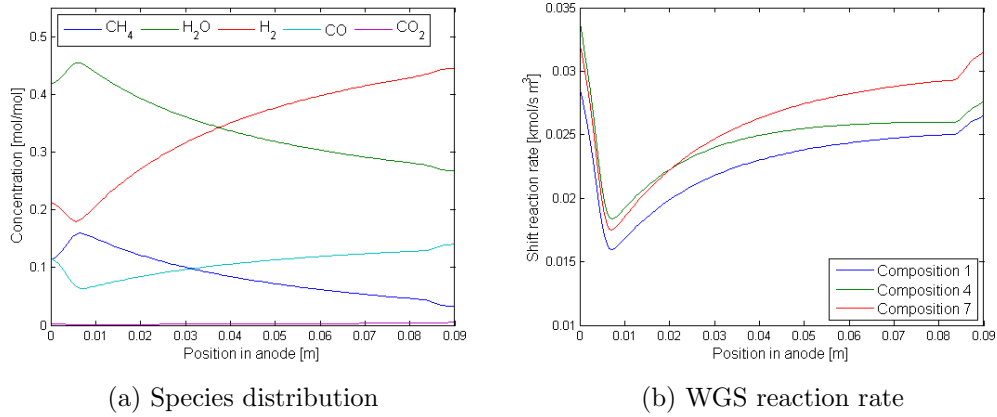 CH4 H2O H2 CO CO2
Concentration [mol/mol]
0.5
0.4
0.3
0.2
0.1
0
0 0.01 0.02 0.03 0.04 0.05 0.06 0.07 0.08 0.09
Position in anode [m]
(a) Species distribution
Shift reaction rate [kmol/s m³]
0.035
0.03
0.025
0.02
0.015
0.01
Composition 1
Composition 4
Composition 7
0 0.01 0.02 0.03 0.04 0.05 0.06 0.07 0.08 0.09
Position in anode [m]
(b) WGS reaction rate